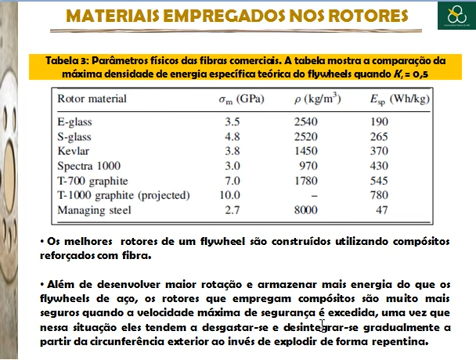 MATERIAIS EMPREGADOS NOS ROTORES
Tabela 3: Parâmetros físicos das fibras comerciais. A tabela mostra a comparação da
máxima densidade de energia específica teórica do flywheels quando K, = 0,5
Rotor material σm (GPa) ρ (kg/m³) Esp (Wh/kg)
E-glass 3.5 2540 190
S-glass 4.8 2520 265
Kevlar 3.8 1450 370
Spectra 1000 3.0 970 430
T-700 graphite 7.0 1780 545
T-1000 graphite (projected) 10.0 – 780
Managing steel 2.7 8000 47
• Os melhores rotores de um flywheel são construídos utilizando compósitos
reforçados com fibra.
• Além de desenvolver maior rotação e armazenar mais energia do que os
flywheels de aço, os rotores que empregam compósitos são muito mais
seguros quando a velocidade máxima de segurança é excedida, uma vez que
nessa situação eles tendem a desgastar-se e desintegrar-se gradualmente a
partir da circunferência exterior ao invés de explodir de forma repentina.